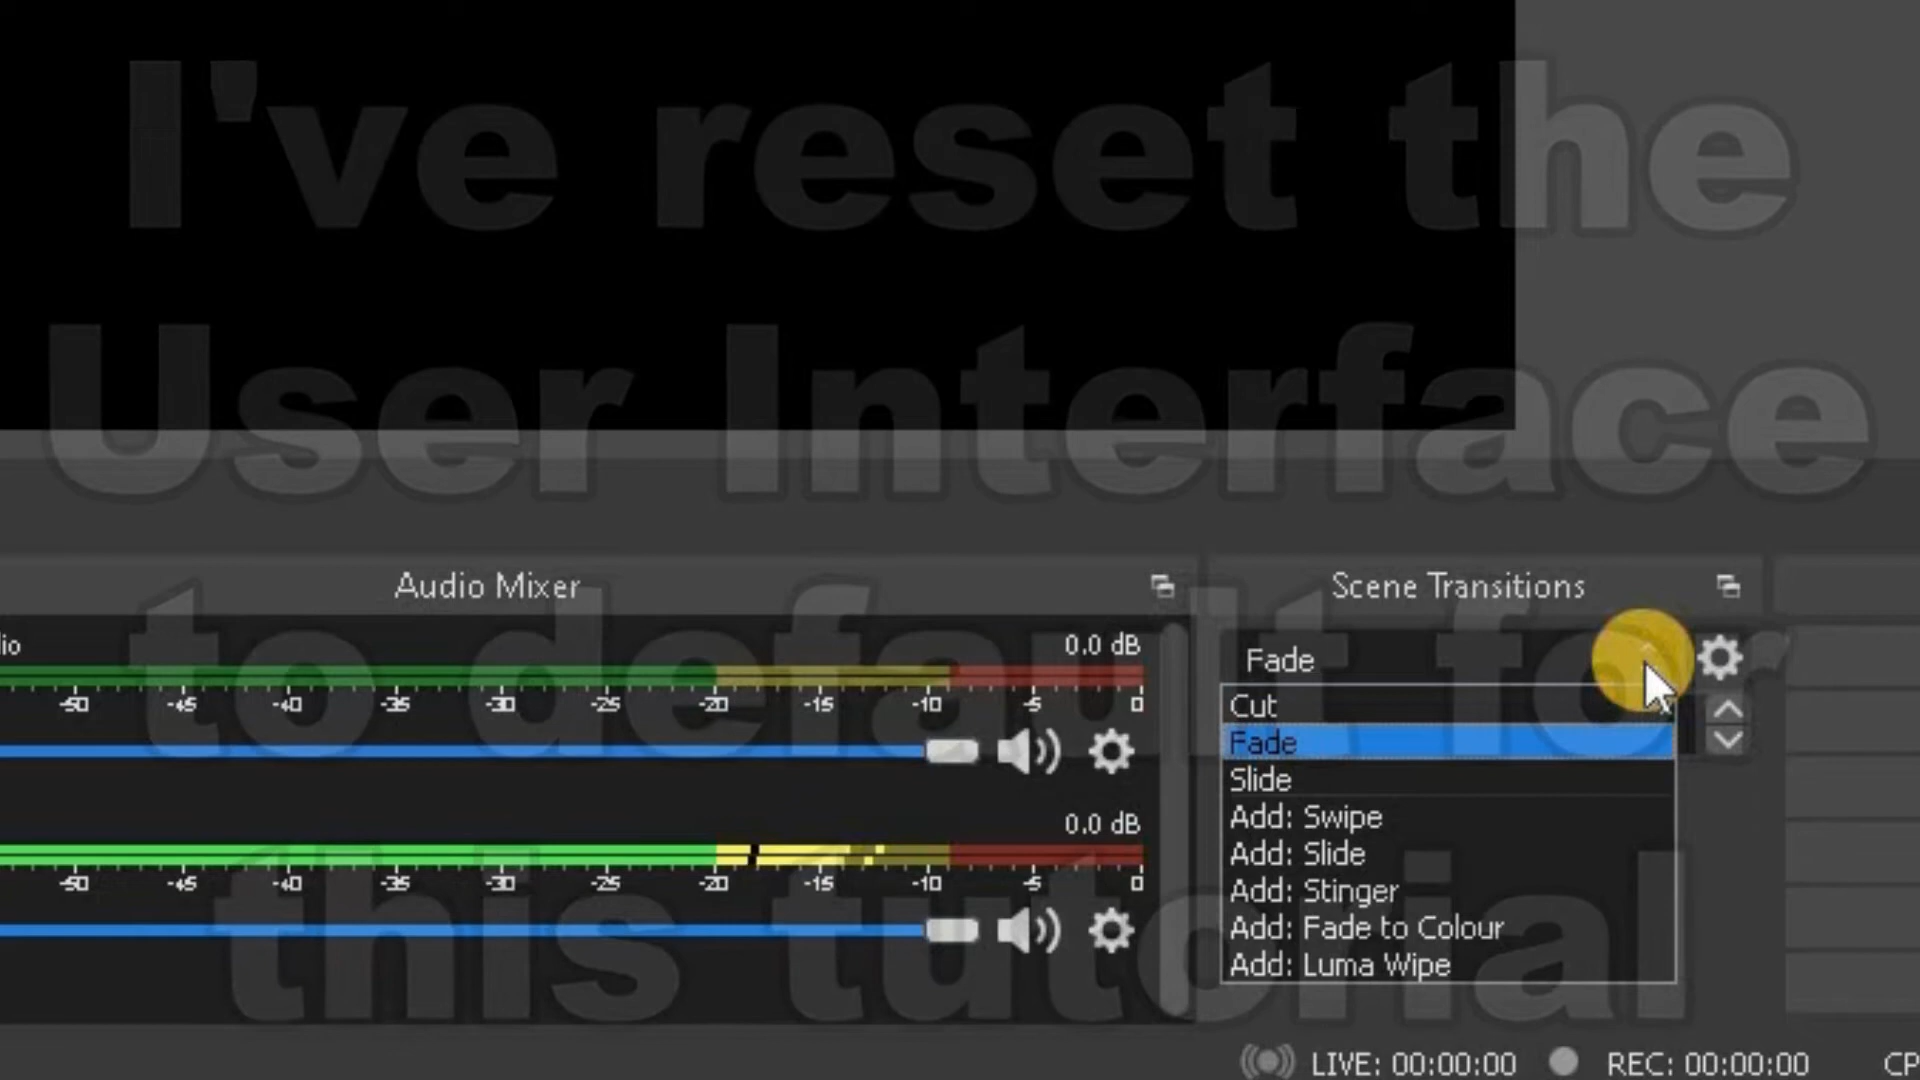 I've reset the
User Interface
to default for
this tutorial
Audio Mixer
Scene Transitions
0.0 dB
-50 -45 -40 -35 -30 -25 -20 -15 -10 -5 0
0.0 dB
-50 -45 -40 -35 -30 -25 -20 -15 -10 -5 0
Fade
Cut
Fade
Slide
Add: Swipe
Add: Slide
Add: Stinger
Add: Fade to Colour
Add: Luma Wipe
LIVE: 00:00:00
REC: 00:00:00